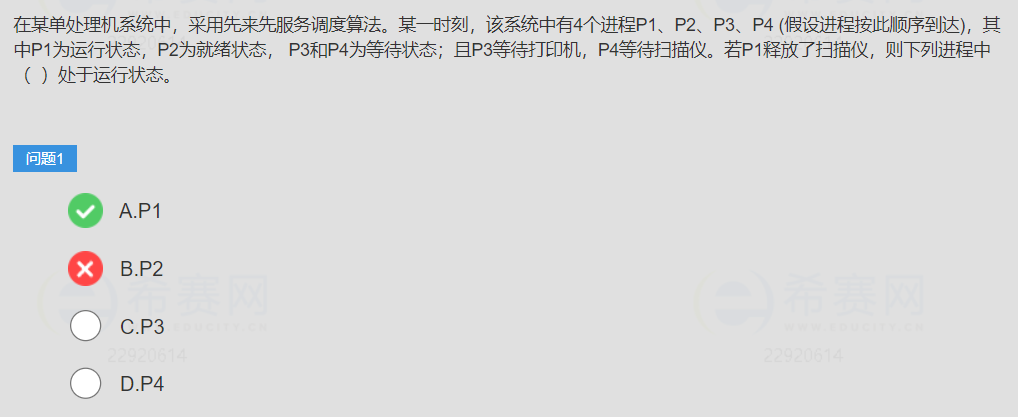 在某单处理机系统中，采用先来先服务调度算法。某一时刻，该系统中有4个进程P1、P2、P3、P4 (假设进程按此顺序到达)，其
中P1为运行状态，P2为就绪状态， P3和P4为等待状态；且P3等待打印机，P4等待扫描仪。若P1释放了扫描仪，则下列进程中
（ ）处于运行状态。
问题1
A.P1
B.P2
C.P3
D.P4
希赛网
WWW.EDUCITY.CN
22920614
希赛网
WWW.EDUCITY.CN
22920614